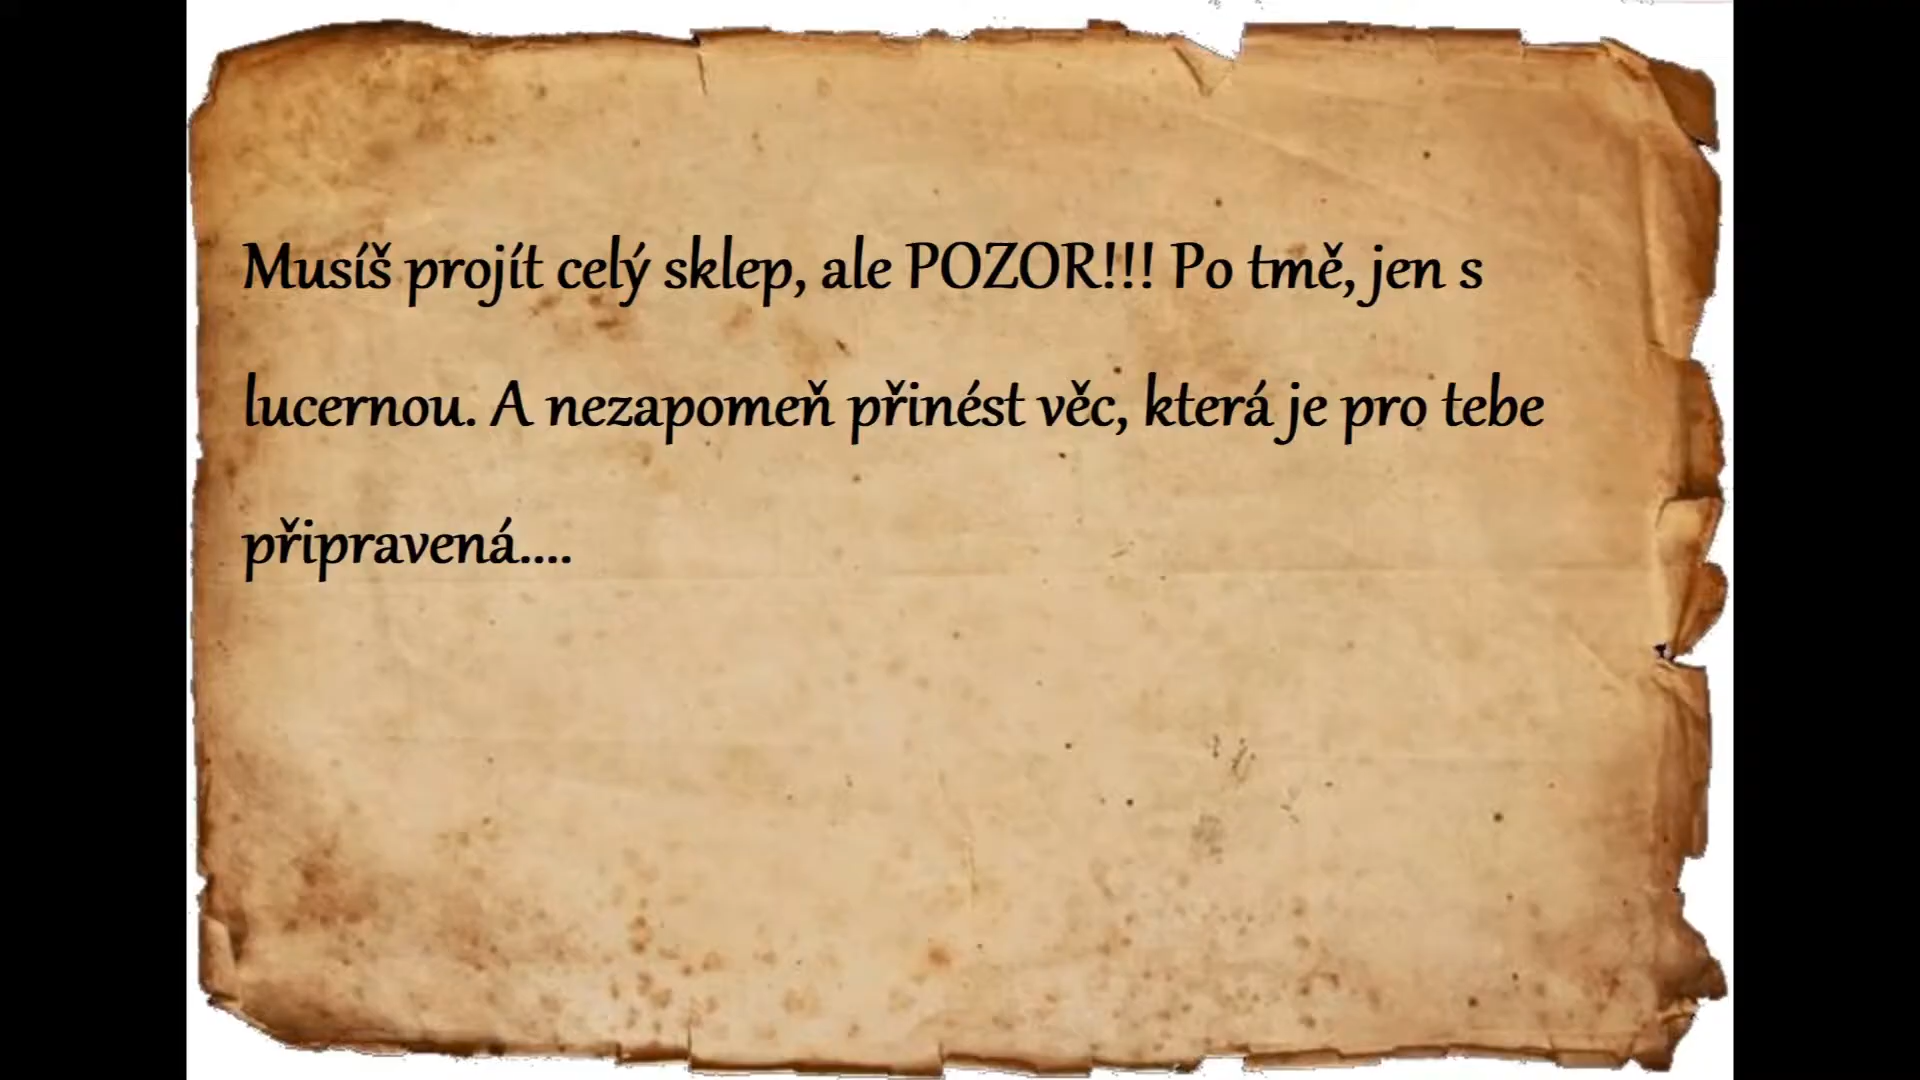 Musíš projít celý sklep, ale POZOR!!! Po tmě, jen s
lucernou. A nezapomeň přinést věc, která je pro tebe
připravená....